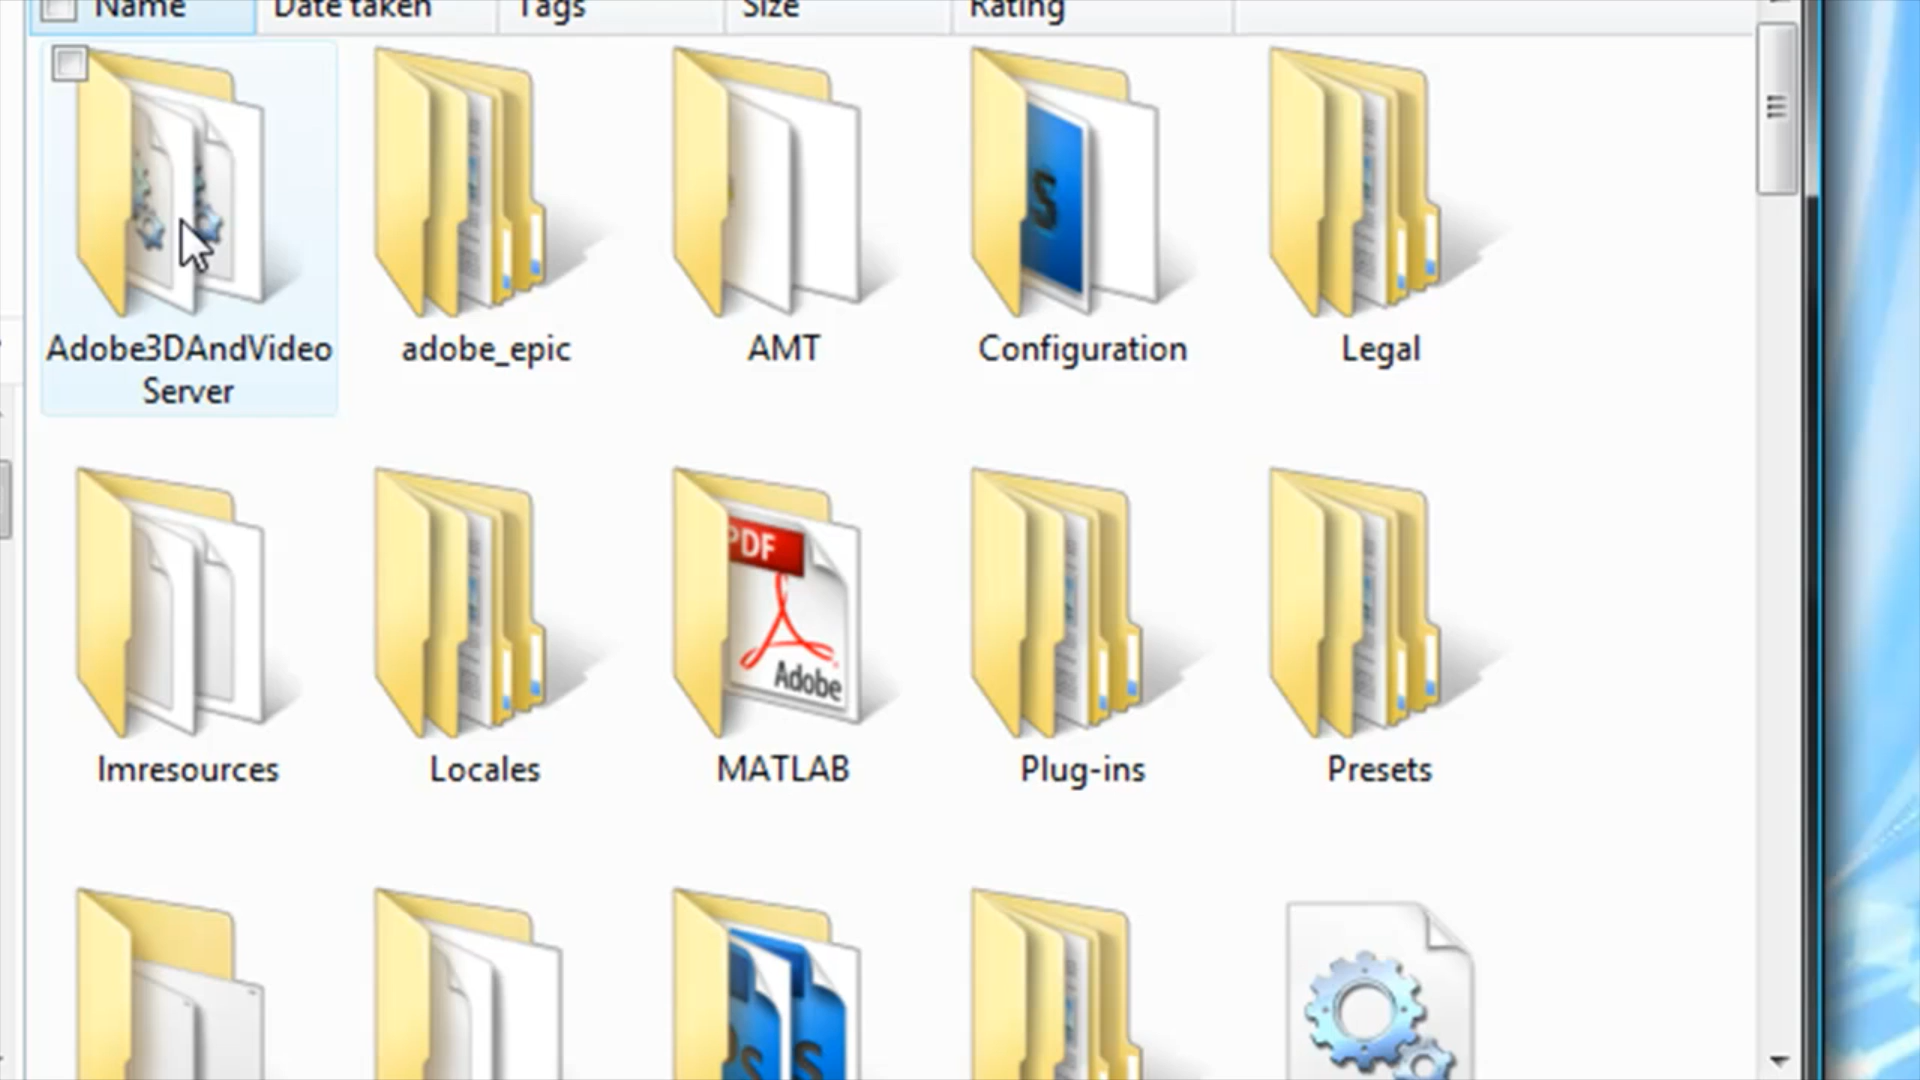 Name Date taken Tags Size Rating
Adobe3DAndVideo
Server
adobe_epic
AMT
S
Configuration
Legal
PDF
Adobe
Imresources
Locales
MATLAB
Plug-ins
Presets
S
S